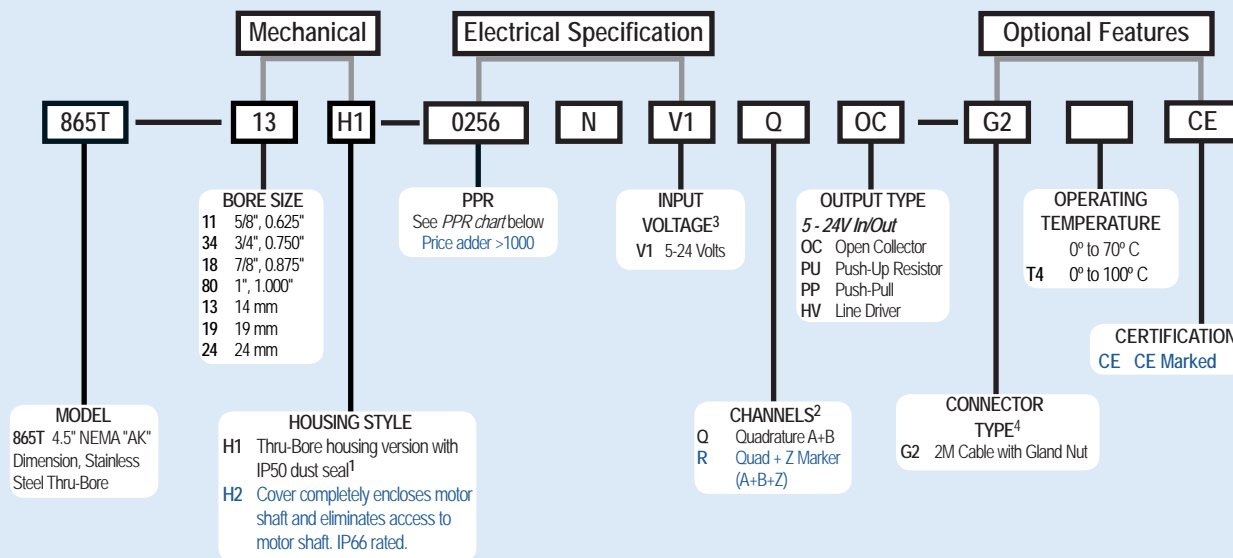 Mechanical
Electrical Specification
Optional Features
865T
13
H1
0256
N
V1
Q
OC
G2
CE
BORE SIZE
11 5/8", 0.625"
34 3/4", 0.750"
18 7/8", 0.875"
80 1", 1.000"
13 14 mm
19 19 mm
24 24 mm
PPR
See PPR chart below
Price adder >1000
INPUT
VOLTAGE3
V1 5-24 Volts
OUTPUT TYPE
5 - 24V In/Out
OC Open Collector
PU Push-Up Resistor
PP Push-Pull
HV Line Driver
OPERATING
TEMPERATURE
0º to 70º C
T4 0º to 100º C
CERTIFICATION
CE CE Marked
MODEL
865T 4.5" NEMA "AK"
Dimension, Stainless
Steel Thru-Bore
HOUSING STYLE
H1 Thru-Bore housing version with
IP50 dust seal1
H2 Cover completely encloses motor
shaft and eliminates access to
motor shaft. IP66 rated.
CHANNELS2
Q Quadrature A+B
R Quad + Z Marker
(A+B+Z)
CONNECTOR
TYPE4
G2 2M Cable with Gland Nut